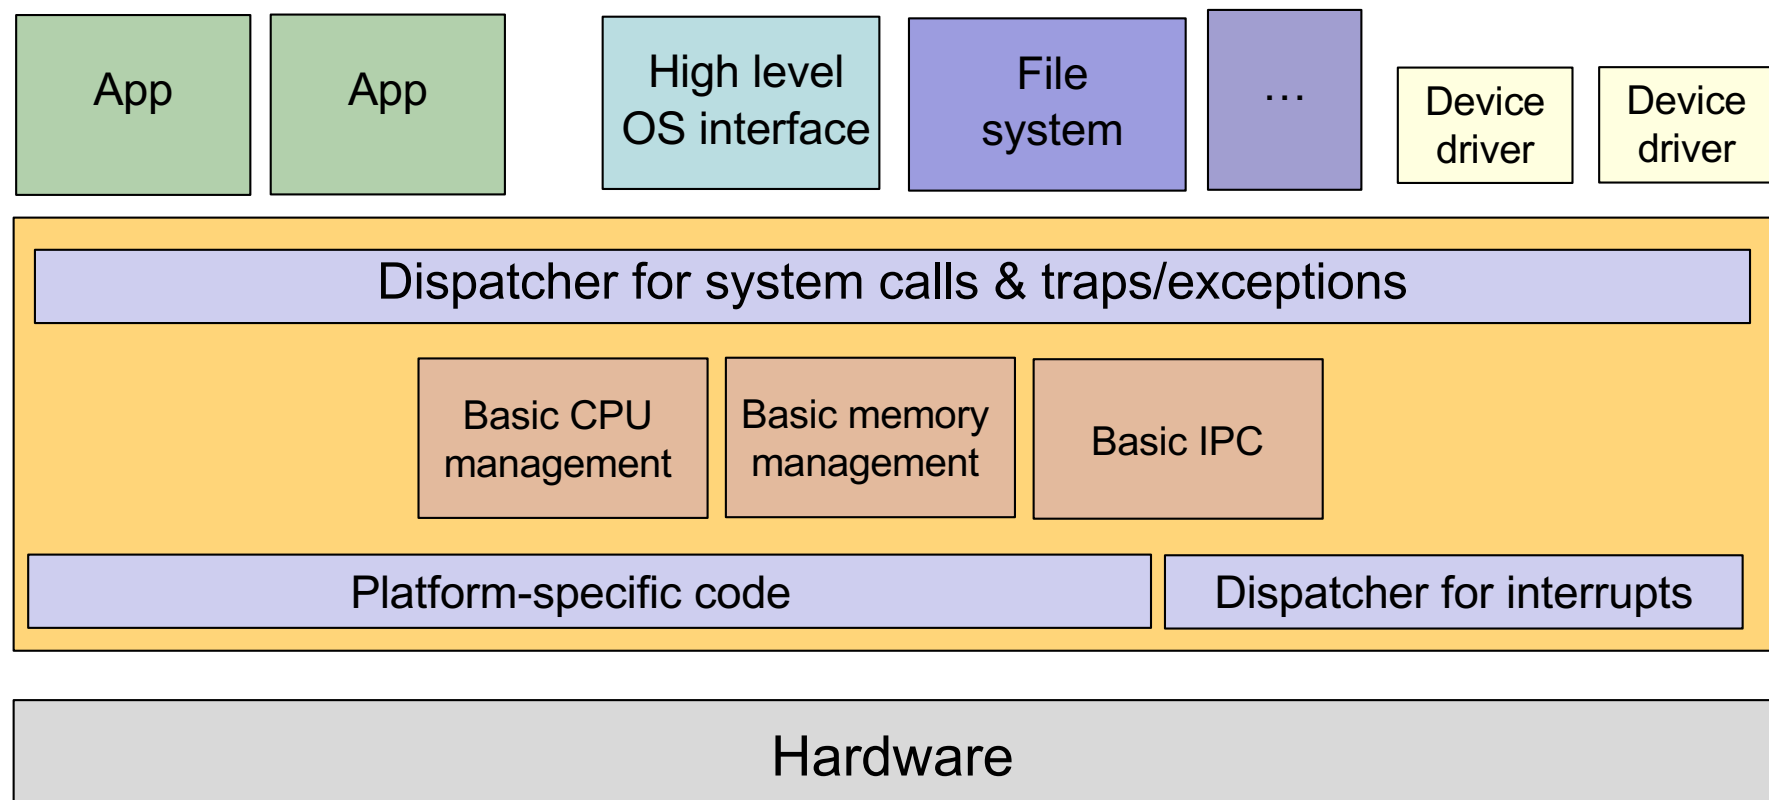 App
App
High level
OS interface
File
system
…
Device
driver
Device
driver
Dispatcher for system calls & traps/exceptions
Basic CPU
management
Basic memory
management
Basic IPC
Platform-specific code
Dispatcher for interrupts
Hardware